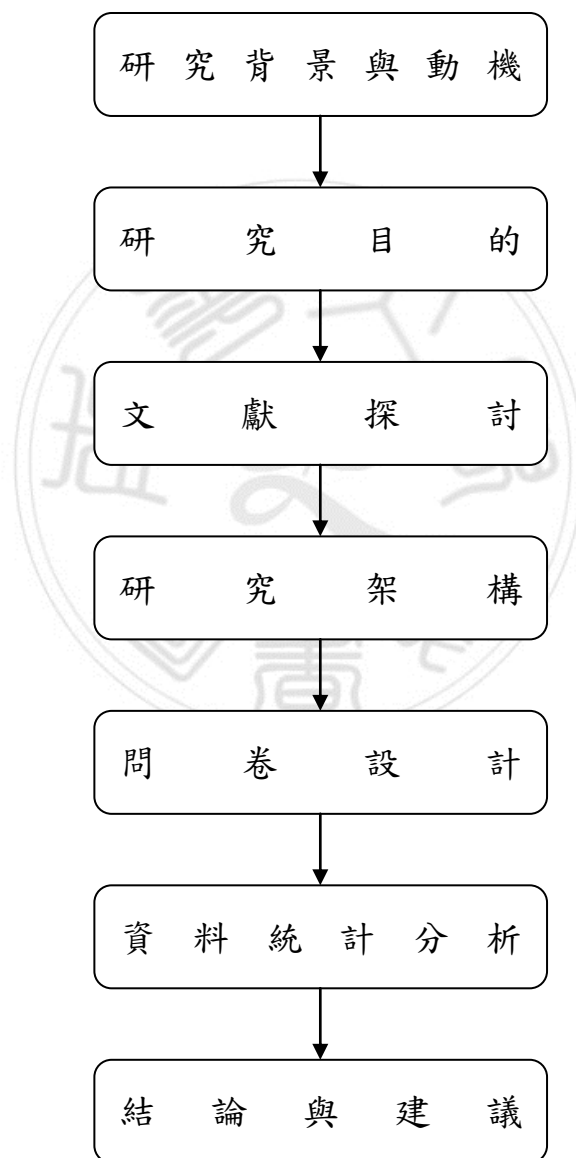 研究背景與動機
研究目的
文獻探討
研究架構
問卷設計
資料統計分析
結論與建議